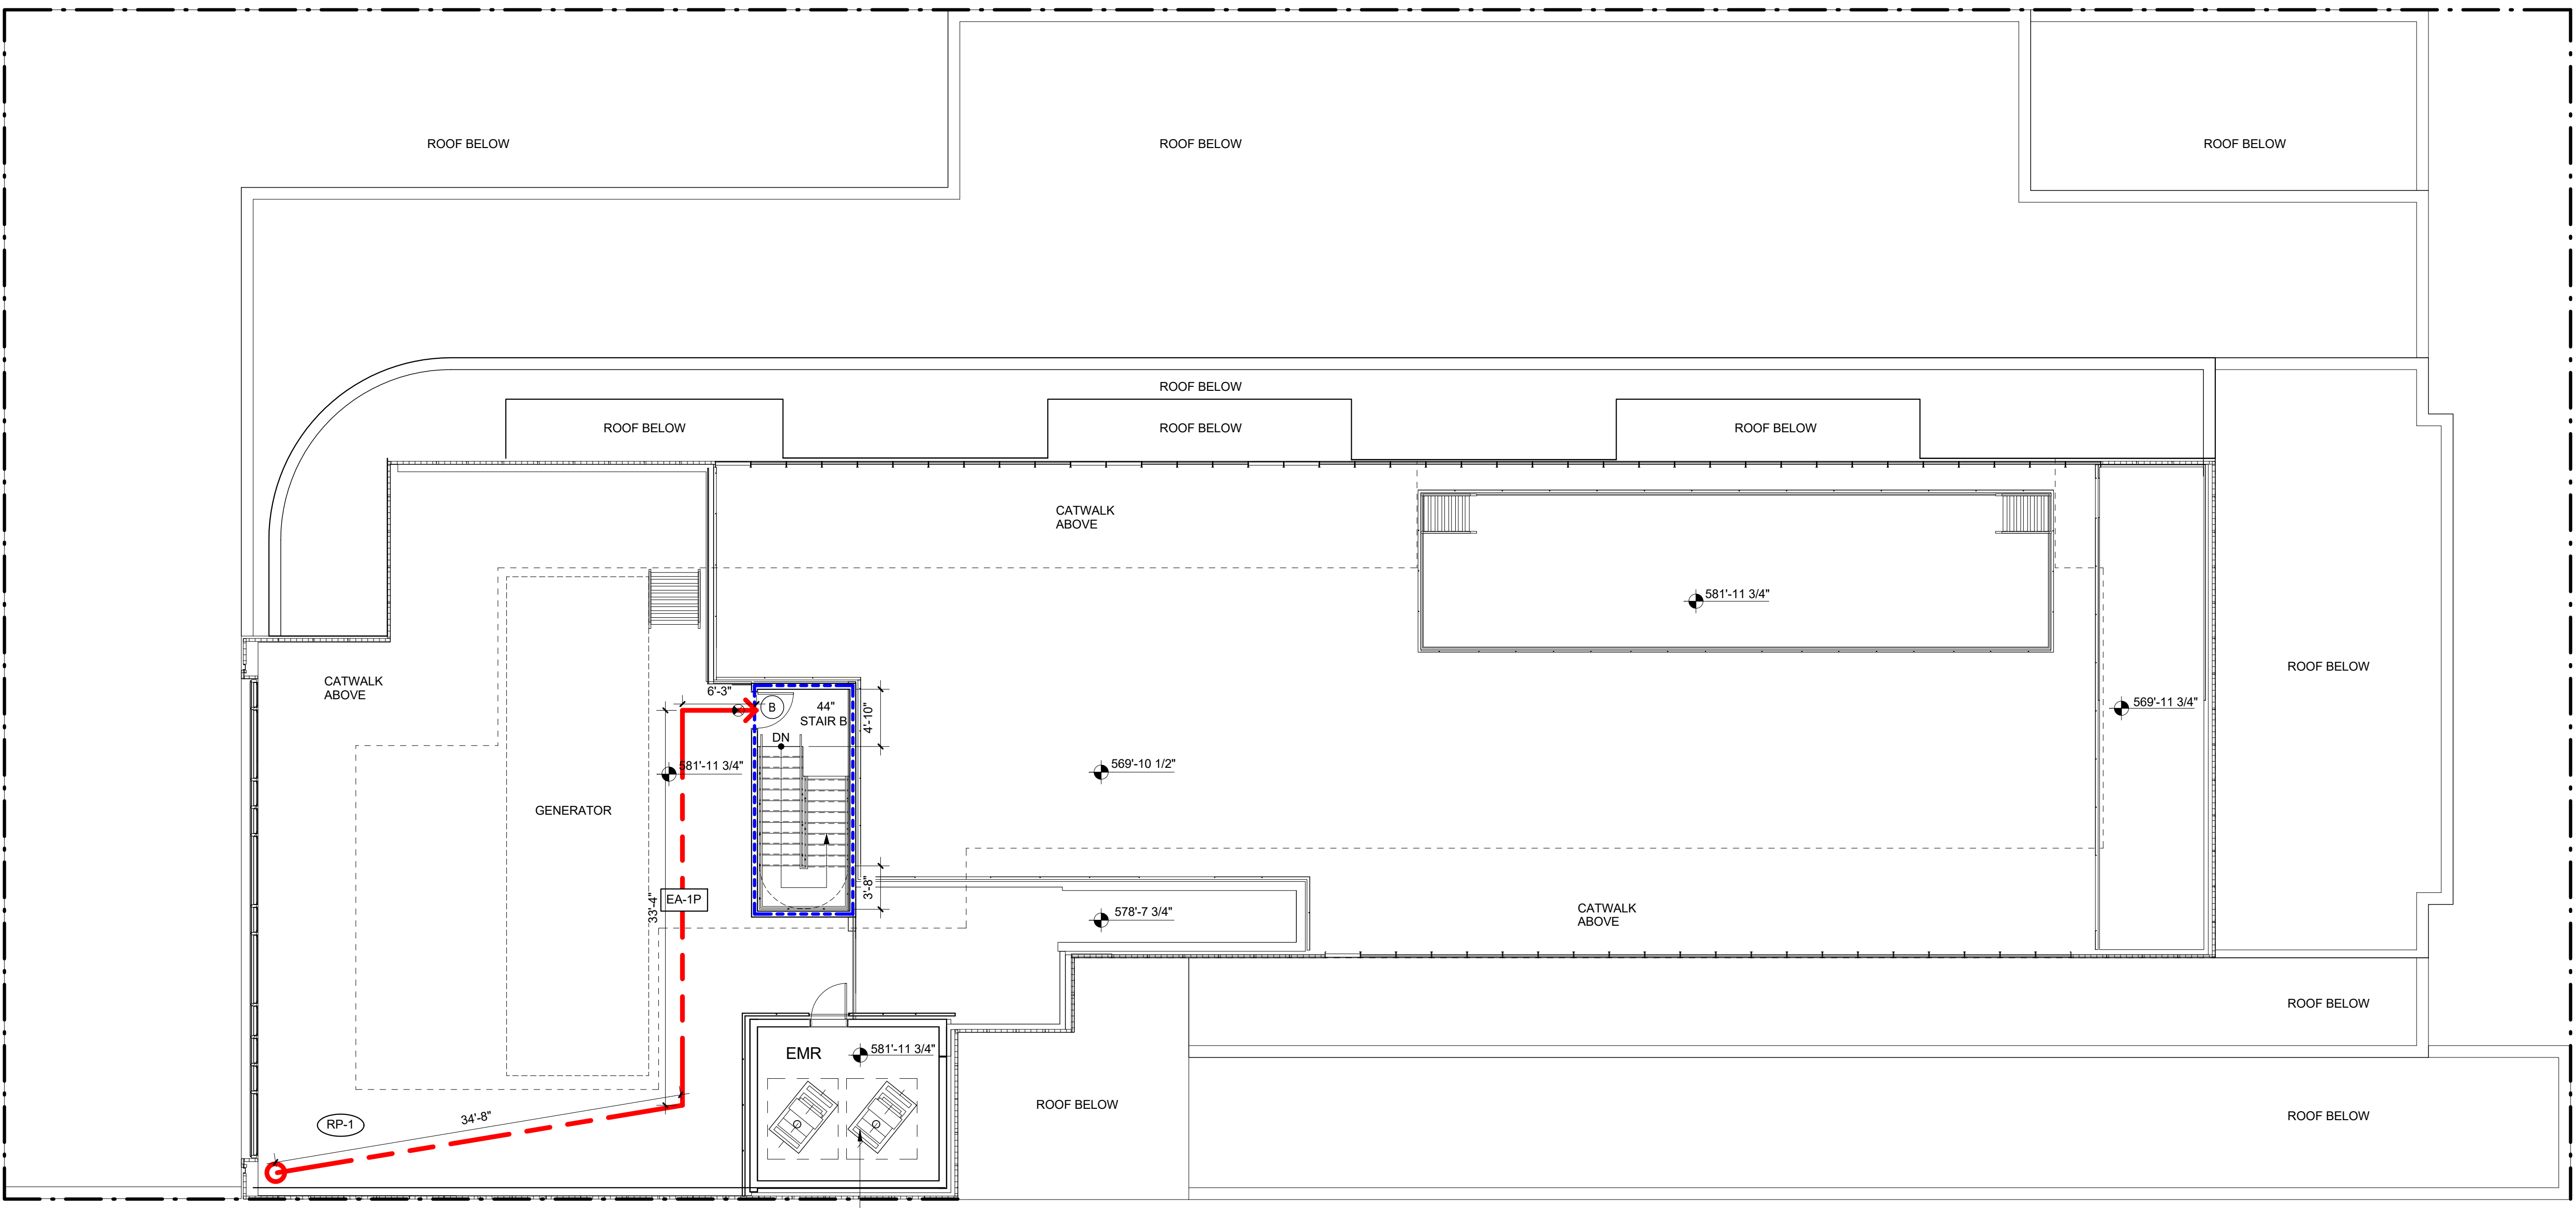 ROOF BELOW
ROOF BELOW
ROOF BELOW
ROOF BELOW
ROOF BELOW
ROOF BELOW
ROOF BELOW
CATWALK
ABOVE
581'-11 3/4"
ROOF BELOW
CATWALK
ABOVE
6'-3"
B
44"
STAIR B
4'-10"
569'-11 3/4"
DN
581'-11 3/4"
569'-10 1/2"
GENERATOR
EA-1P
33'-4"
3'-8"
578'-7 3/4"
CATWALK
ABOVE
ROOF BELOW
EMR
581'-11 3/4"
ROOF BELOW
ROOF BELOW
34'-8"
RP-1